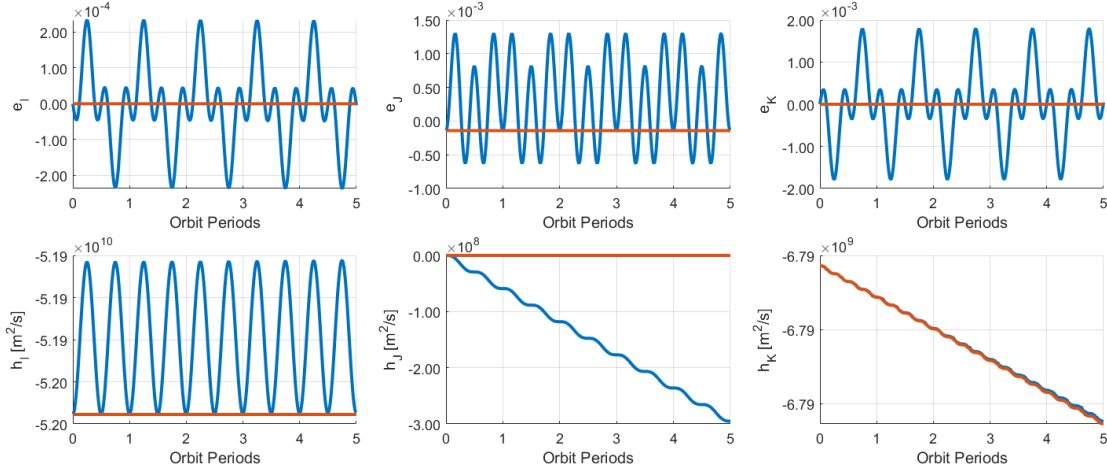 ×10⁻⁴
2.00
1.00
0.00
-1.00
-2.00
e_I
0 1 2 3 4 5
Orbit Periods
×10⁻³
1.50
1.00
0.50
0.00
-0.50
-1.00
e_J
0 1 2 3 4 5
Orbit Periods
×10⁻³
2.00
1.00
0.00
-1.00
-2.00
e_K
0 1 2 3 4 5
Orbit Periods
×10¹⁰
-5.19
-5.19
-5.19
-5.20
-5.20
h_I [m²/s]
0 1 2 3 4 5
Orbit Periods
×10⁸
0.00
-1.00
-2.00
-3.00
h_J [m²/s]
0 1 2 3 4 5
Orbit Periods
×10⁹
-6.79
-6.79
-6.79
h_K [m²/s]
0 1 2 3 4 5
Orbit Periods